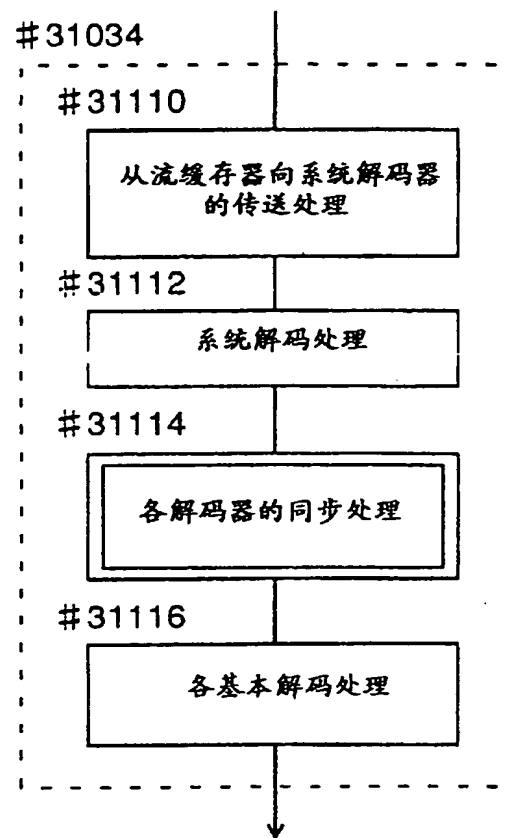 #31034
#31110
从流缓存器向系统解码器
的传送处理
#31112
系统解码处理
#31114
各解码器的同步处理
#31116
各基本解码处理